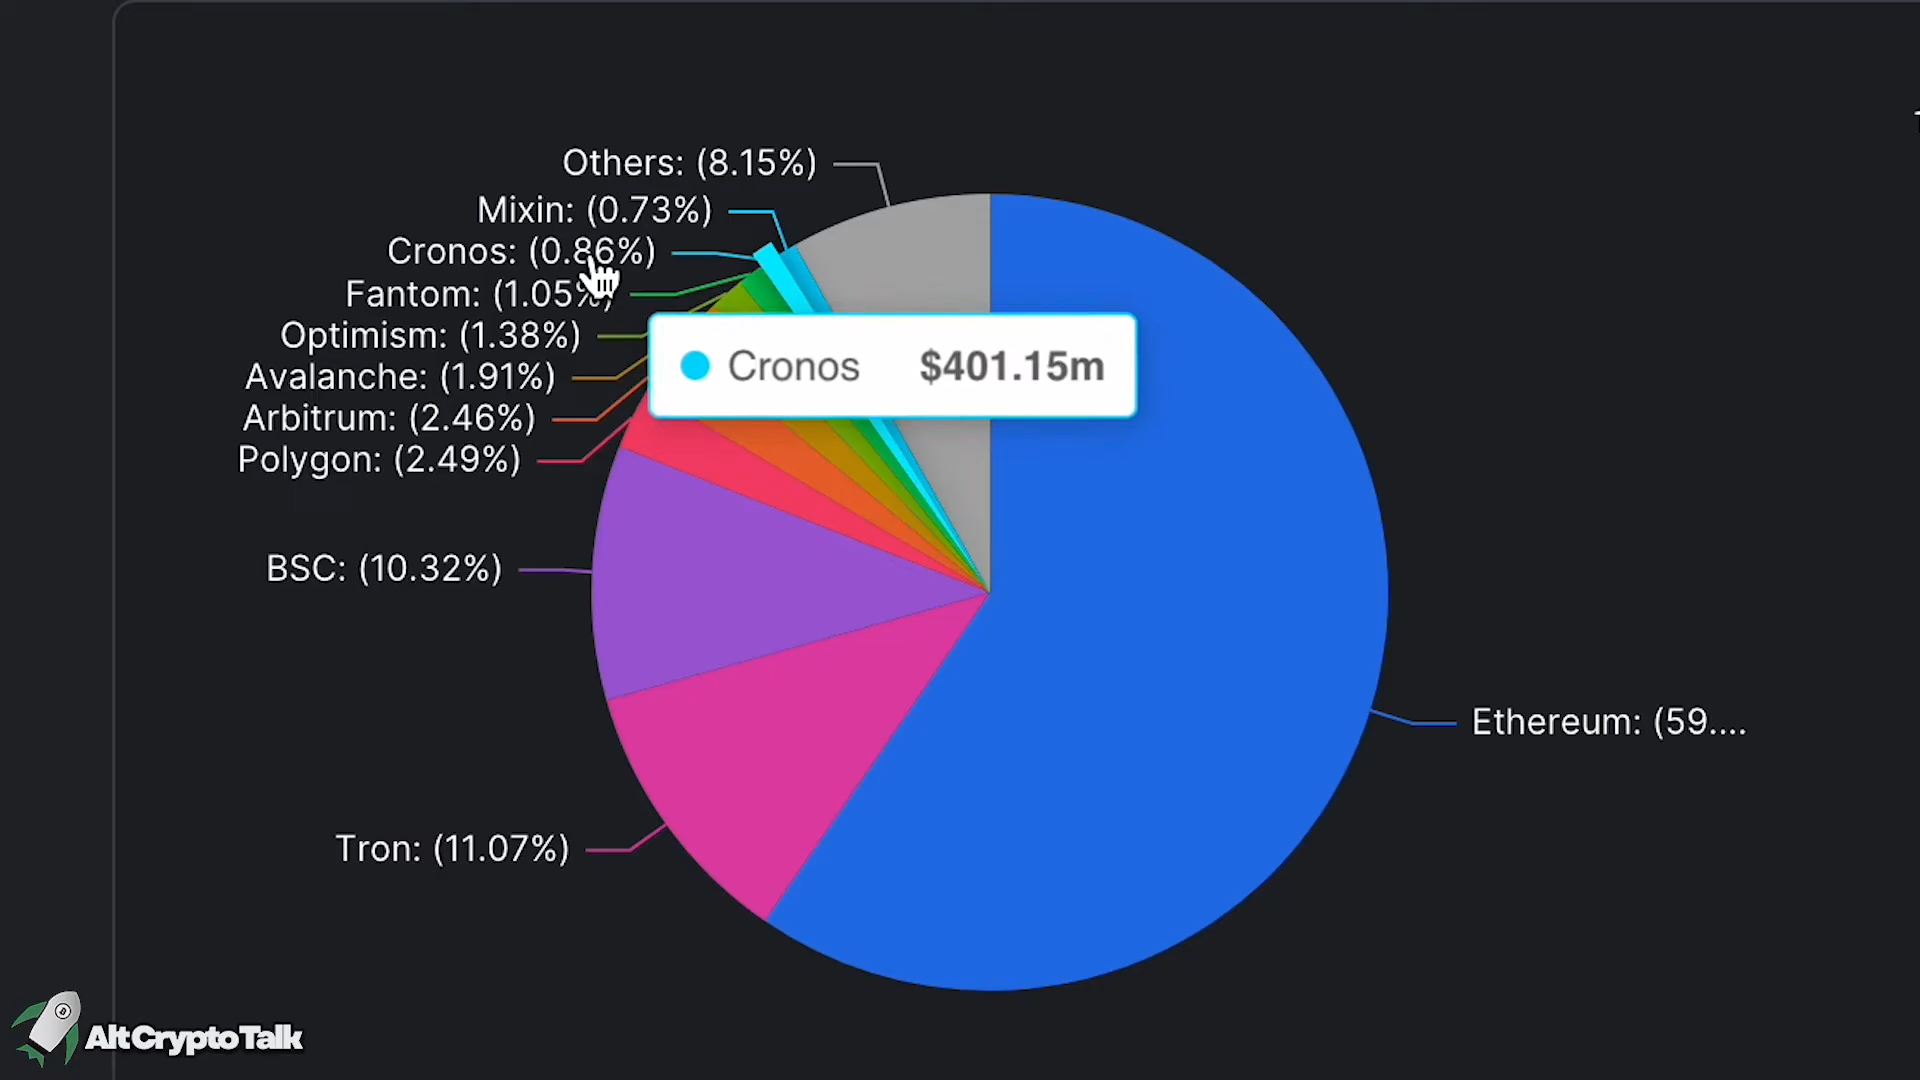 Others: (8.15%)
Mixin: (0.73%)
Cronos: (0.86%)
Fantom: (1.05%)
Optimism: (1.38%)
Avalanche: (1.91%)
Arbitrum: (2.46%)
Polygon: (2.49%)
Cronos $401.15m
BSC: (10.32%)
Ethereum: (59....
Tron: (11.07%)
AltCryptoTalk